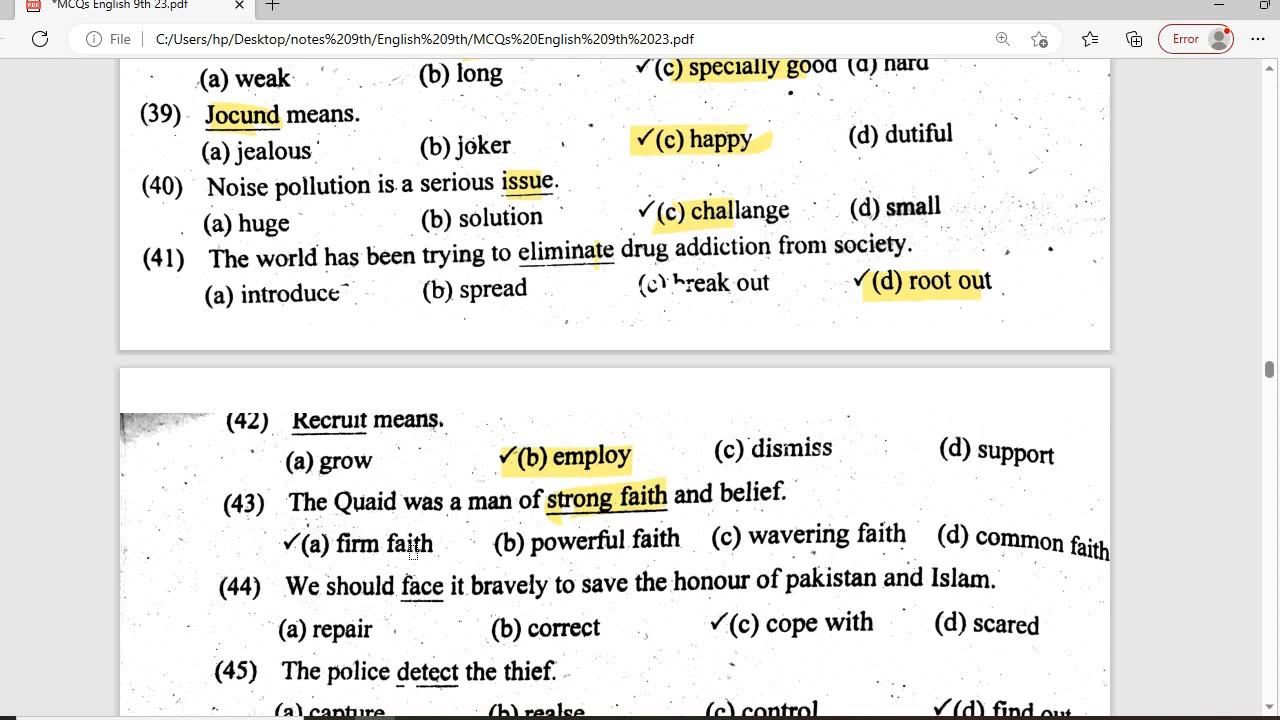 *MCQs English 9th 23.pdf
File C:/Users/hp/Desktop/notes%209th/English%209th/MCQs%20English%209th%2023.pdf Error
(a) weak (b) long ✓(c) specially good (d) hard
(39) Jocund means.
(a) jealous (b) joker ✓(c) happy (d) dutiful
(40) Noise pollution is a serious issue.
(a) huge (b) solution ✓(c) challange (d) small
(41) The world has been trying to eliminate drug addiction from society.
(a) introduce (b) spread (c) break out ✓(d) root out
(42) Recruit means.
(a) grow ✓(b) employ (c) dismiss (d) support
(43) The Quaid was a man of strong faith and belief.
✓(a) firm faith (b) powerful faith (c) wavering faith (d) common faith
(44) We should face it bravely to save the honour of pakistan and Islam.
(a) repair (b) correct ✓(c) cope with (d) scared
(45) The police detect the thief.
(a) capture (b) realse (c) control ✓(d) find out